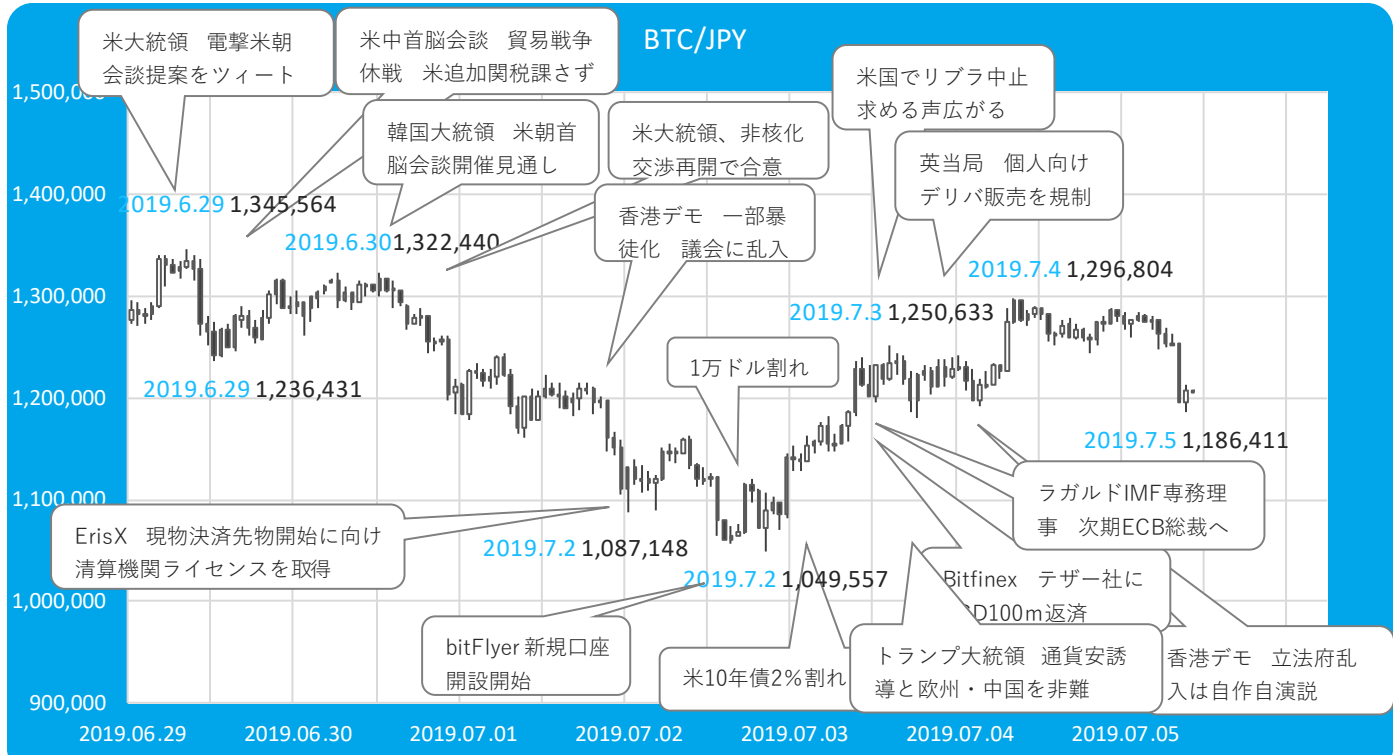 BTC/JPY
米大統領 電撃米朝
会談提案をツィート
米中首脳会談 貿易戦争
休戦 米追加関税課さず
韓国大統領 米朝首
脳会談開催見通し
米大統領、非核化
交渉再開で合意
香港デモ 一部暴
徒化 議会に乱入
米国でリブラ中止
求める声広がる
英当局 個人向け
デリバ販売を規制
1,500,000
1,400,000
1,300,000
1,200,000
1,100,000
1,000,000
900,000
2019.6.29 1,345,564
2019.6.30 1,322,440
2019.7.4 1,296,804
2019.7.3 1,250,633
1万ドル割れ
2019.6.29 1,236,431
2019.7.5 1,186,411
ErisX 現物決済先物開始に向け
清算機関ライセンスを取得
2019.7.2 1,087,148
2019.7.2 1,049,557
ラガルドIMF専務理
事 次期ECB総裁へ
Bitfinex テザー社に
D100m返済
bitFlyer 新規口座
開設開始
米10年債2%割れ
トランプ大統領 通貨安誘
導と欧州・中国を非難
香港デモ 立法府乱
入は自作自演説
2019.06.29
2019.06.30
2019.07.01
2019.07.02
2019.07.03
2019.07.04
2019.07.05